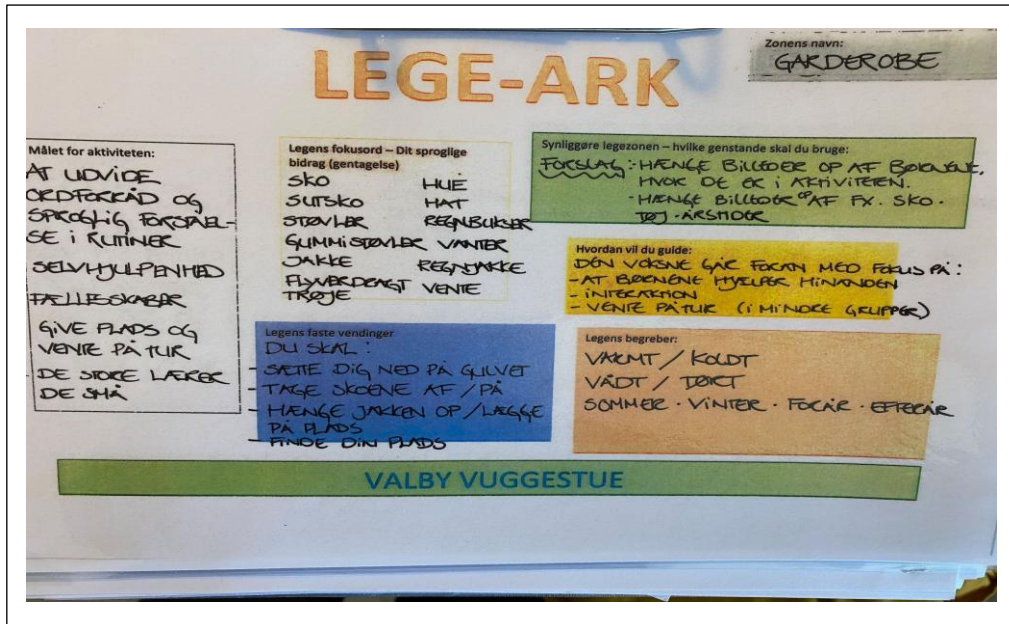 LEGE-ARK
Zonens navn:
GARDEROBE
Målet for aktiviteten:
AT UDVIDE
ORDFORRÅD OG
SPROGLIG FORSTÅEL-
SE I RUTINER
SELVHJULPENHED
FÆLLESSKABER
GIVE PLADS OG
VENTE PÅ TUR
DE STORE LÆRER
DE SMÅ
Legens fokusord – Dit sproglige
bidrag (gentagelse)
SKO HUE
SUTSKO HAT
STØVLER REGNBUKSER
GUMMISTØVLER VANTER
JAKKE REGNJAKKE
FLYVERDRAGT VENTE
TRØJE
Synliggøre legezonen – hvilke genstande skal du bruge:
FORSLAG: - HÆNGE BILLEDER OP AF BØRNENE,
HVOR DE ER I AKTIVITETEN.
- HÆNGE BILLEDER OP AF FX. SKO -
TØJ - ÅRSTIDER
Hvordan vil du guide:
DEN VOKSNE GÅR FORAN MED FOKUS PÅ:
- AT BØRNENE HJÆLPER HINANDEN
- INTERAKTION
- VENTE PÅ TUR (I MINDRE GRUPPER)
Legens faste vendinger
DU SKAL:
- SÆTTE DIG NED PÅ GULVET
- TAGE SKOENE AF / PÅ
- HÆNGE JAKKEN OP / LÆGGE
PÅ PLADS
- FINDE DIN PLADS
Legens begreber:
VARMT / KOLDT
VÅDT / TØRT
SOMMER · VINTER · FORÅR · EFTERÅR
VALBY VUGGESTUE